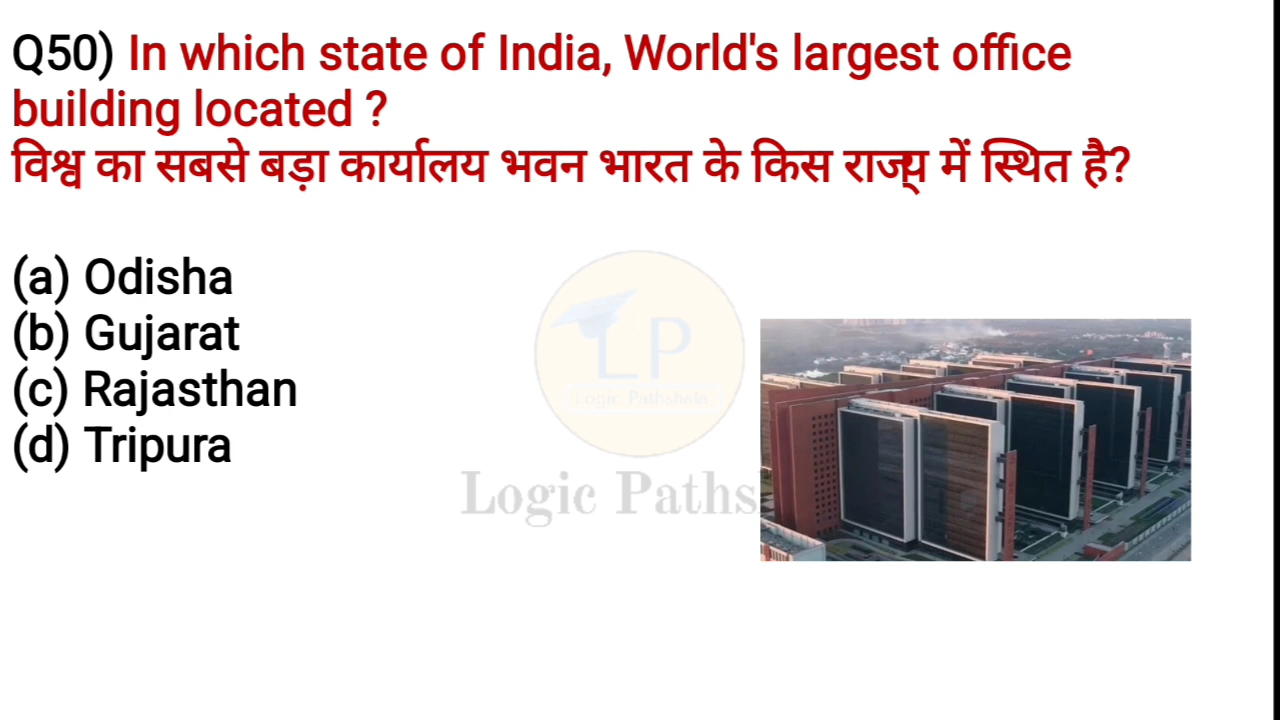 Q50) In which state of India, World's largest office
building located ?
विश्व का सबसे बड़ा कार्यालय भवन भारत के किस राज्य् में स्थित है?
(a) Odisha
(b) Gujarat
(c) Rajasthan
(d) Tripura
LP
Logic Pathshala
Logic Paths